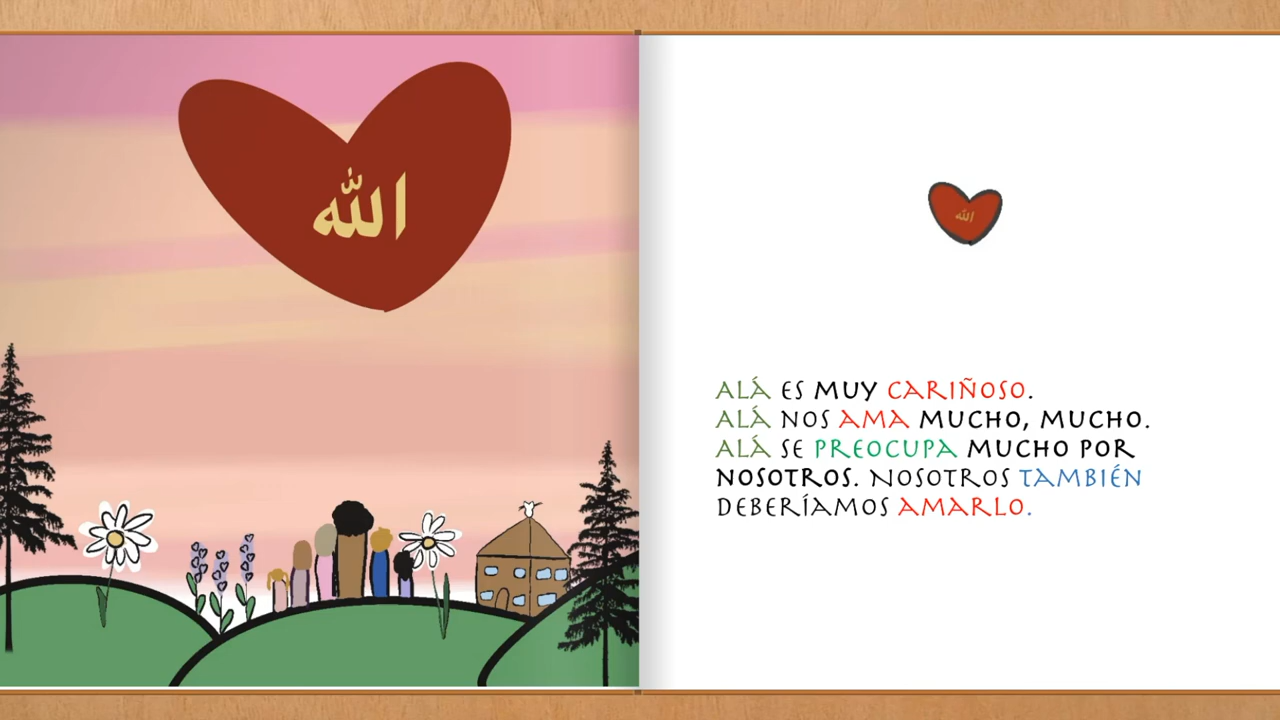 الله
الله
ALÁ ES MUY CARIÑOSO.
ALÁ NOS AMA MUCHO, MUCHO.
ALÁ SE PREOCUPA MUCHO POR
NOSOTROS. NOSOTROS TAMBIÉN
DEBERÍAMOS AMARLO.